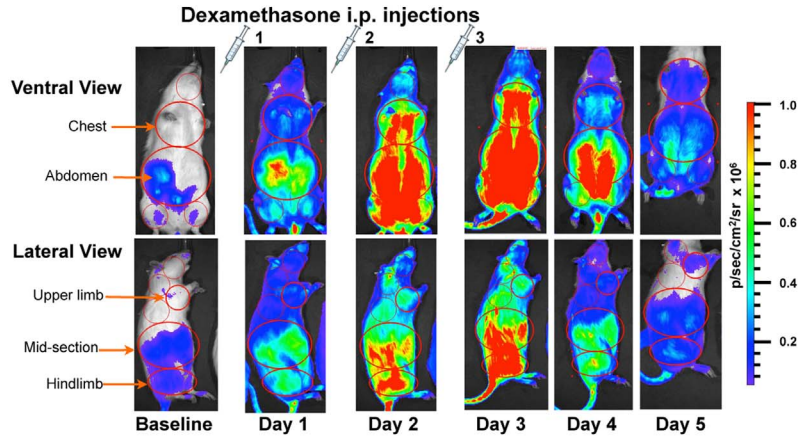 Dexamethasone i.p. injections
1 2 3
Ventral View
Chest
Abdomen
Lateral View
Upper limb
Mid-section
Hindlimb
Baseline Day 1 Day 2 Day 3 Day 4 Day 5
1.0
0.8
0.6
0.4
0.2
p/sec/cm²/sr x 10⁶